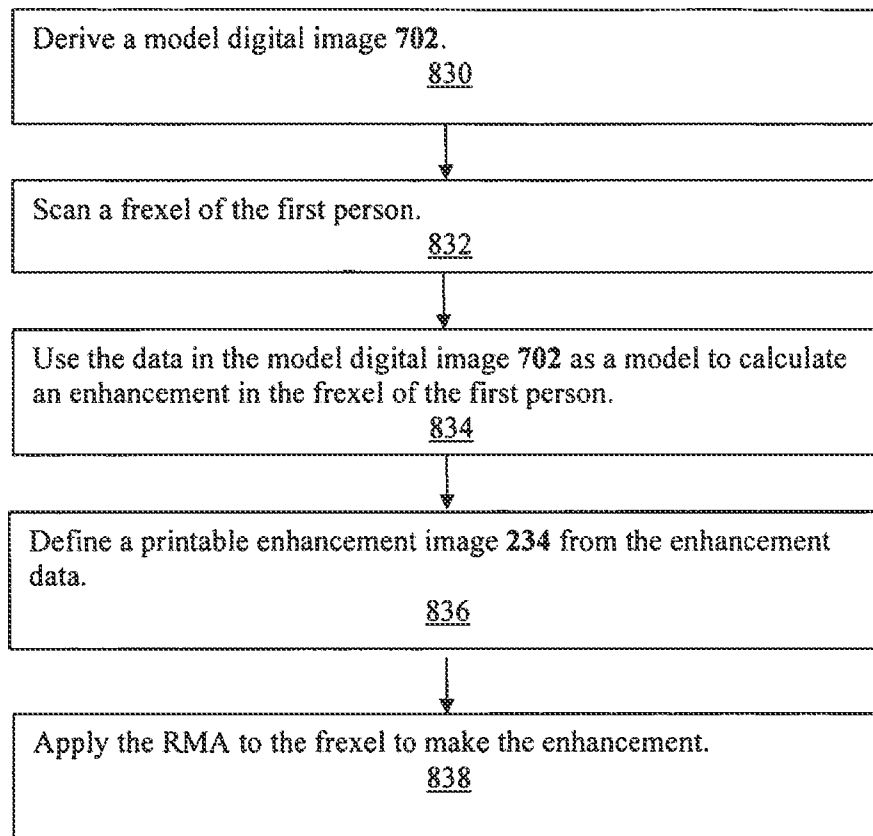 Derive a model digital image 702.
830
Scan a frexel of the first person.
832
Use the data in the model digital image 702 as a model to calculate
an enhancement in the frexel of the first person.
834
Define a printable enhancement image 234 from the enhancement
data.
836
Apply the RMA to the frexel to make the enhancement.
838